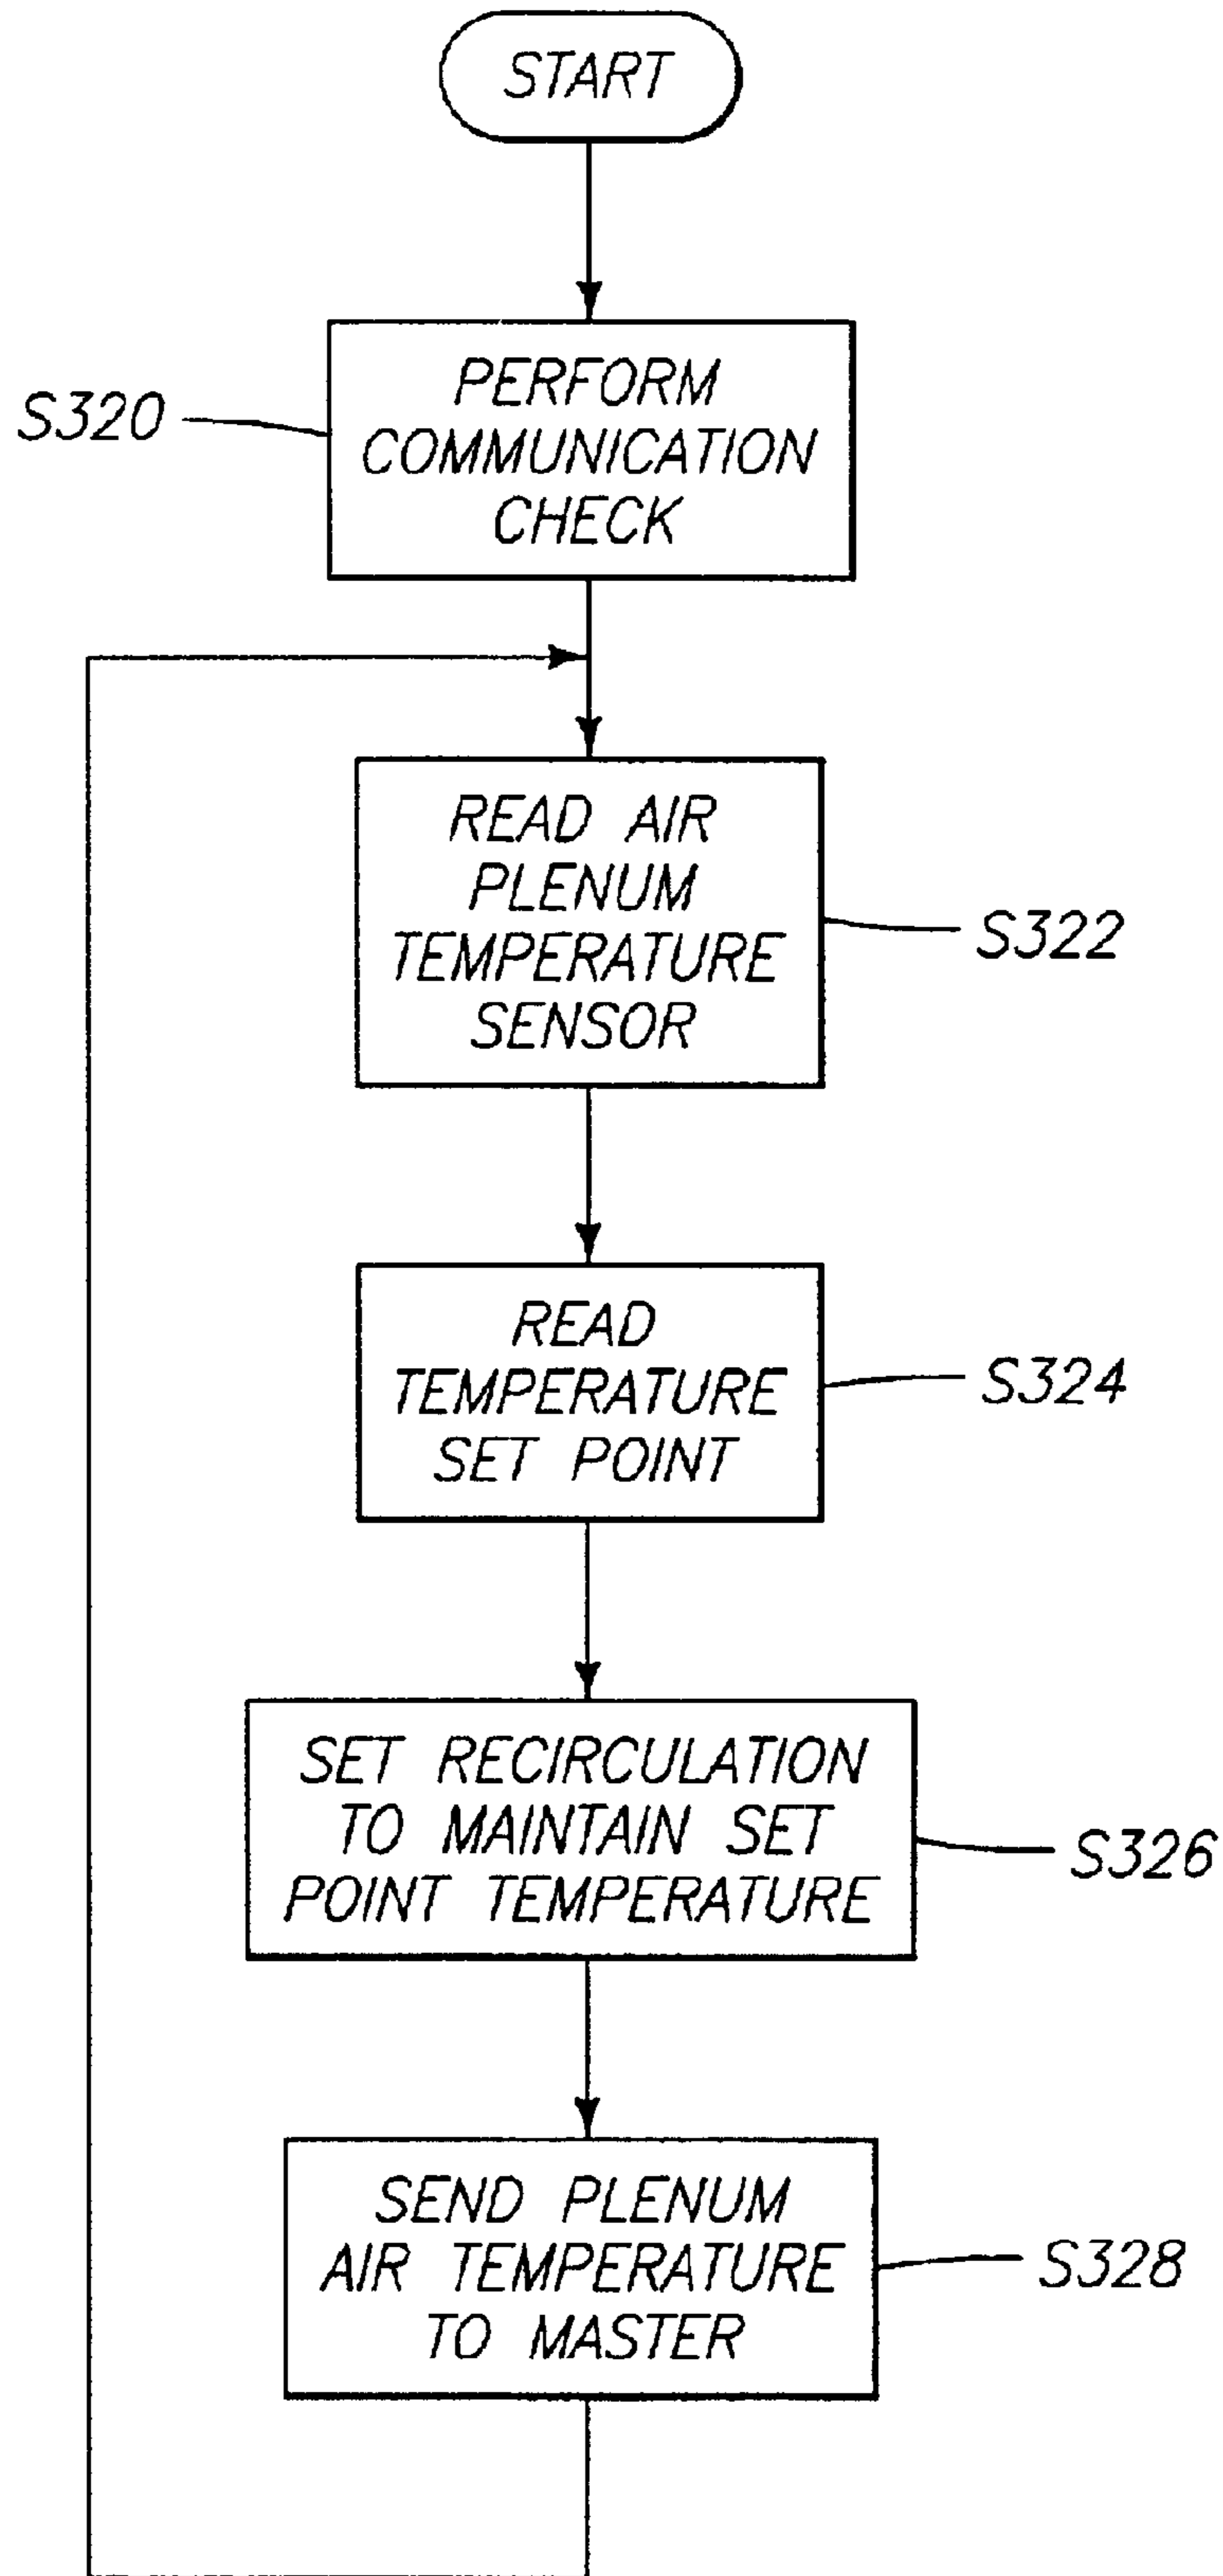 START
PERFORM
COMMUNICATION
CHECK
S320
READ AIR
PLENUM
TEMPERATURE
SENSOR
S322
READ
TEMPERATURE
SET POINT
S324
SET RECIRCULATION
TO MAINTAIN SET
POINT TEMPERATURE
S326
SEND PLENUM
AIR TEMPERATURE
TO MASTER
S328